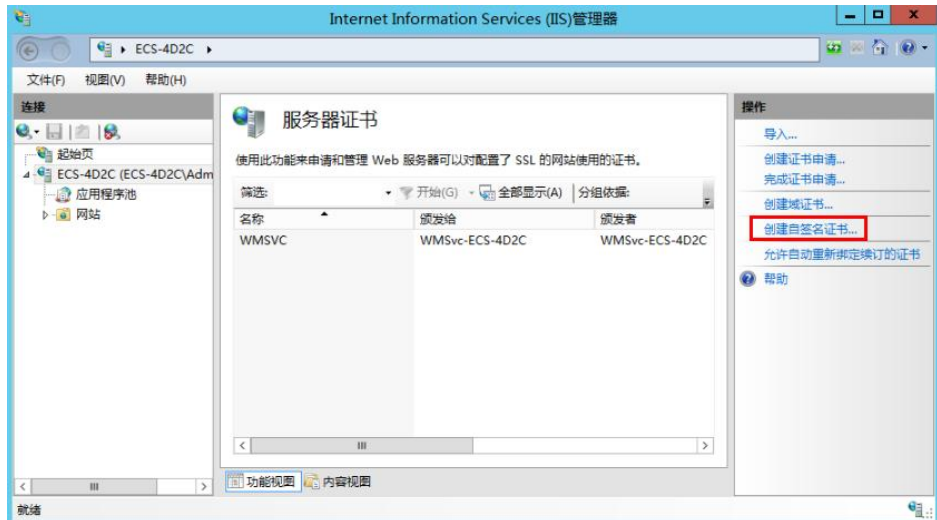 Internet Information Services (IIS)管理器
ECS-4D2C
文件(F) 视图(V) 帮助(H)
连接
起始页
ECS-4D2C (ECS-4D2C\Adm
应用程序池
网站
服务器证书
使用此功能来申请和管理 Web 服务器可以对配置了 SSL 的网站使用的证书。
筛选: 开始(G) 全部显示(A) 分组依据:
名称 颁发给 颁发者
WMSVC WMSvc-ECS-4D2C WMSvc-ECS-4D2C
功能视图 内容视图
操作
导入...
创建证书申请...
完成证书申请...
创建域证书...
创建自签名证书...
允许自动重新绑定续订的证书
帮助
就绪